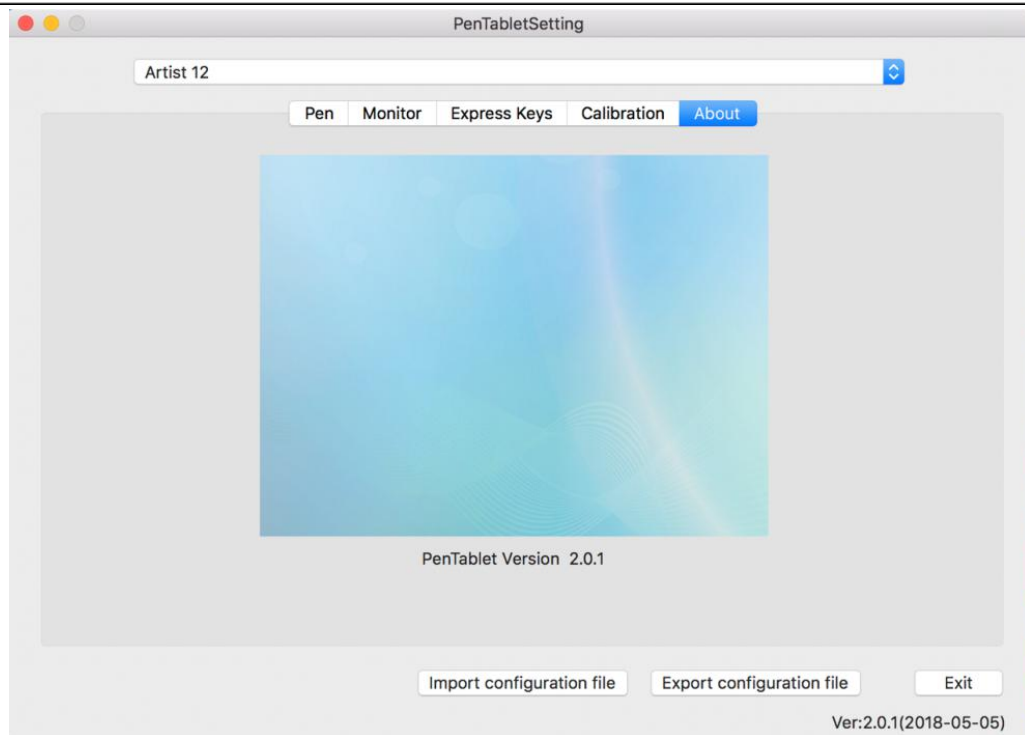 PenTabletSetting
Artist 12
Pen Monitor Express Keys Calibration About
PenTablet Version 2.0.1
Import configuration file Export configuration file Exit
Ver:2.0.1(2018-05-05)